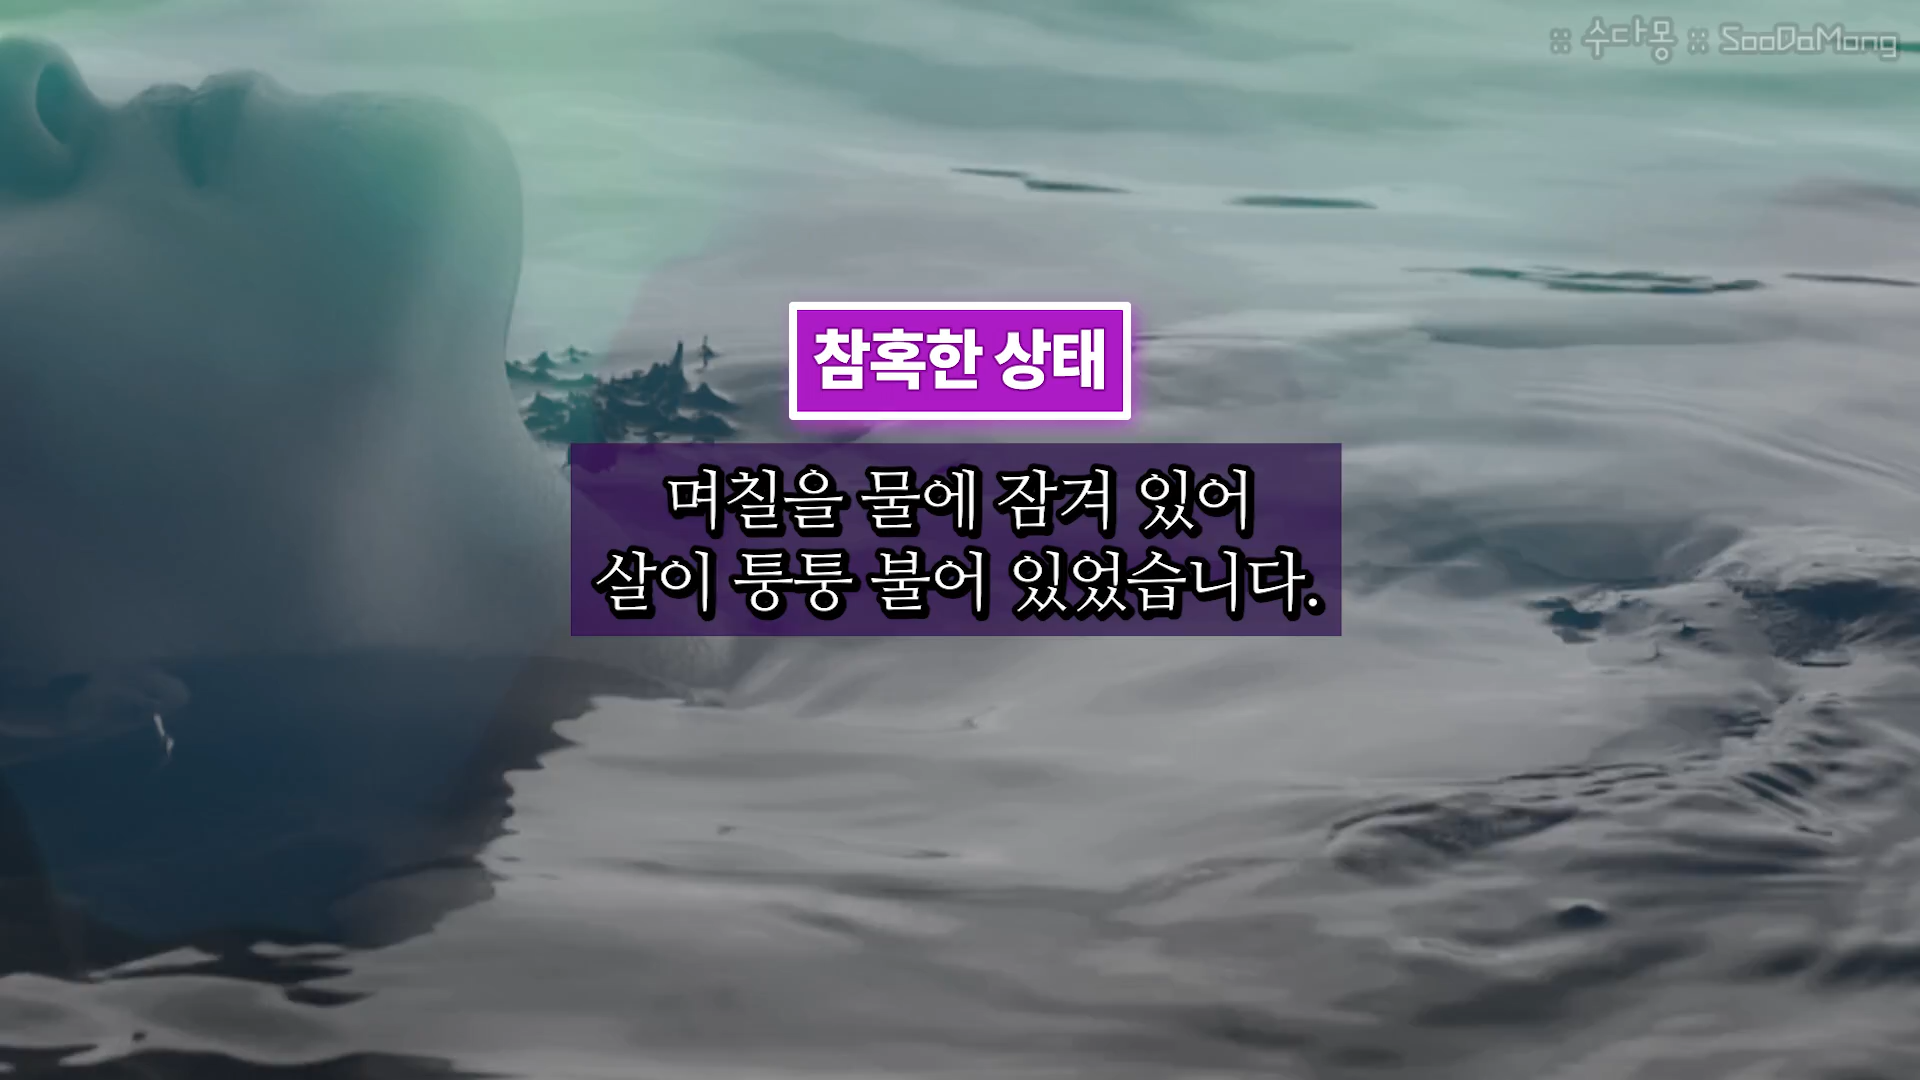 :: 수다몽 :: SooDaMong
참혹한 상태
며칠을 물에 잠겨 있어
살이 퉁퉁 불어 있었습니다.